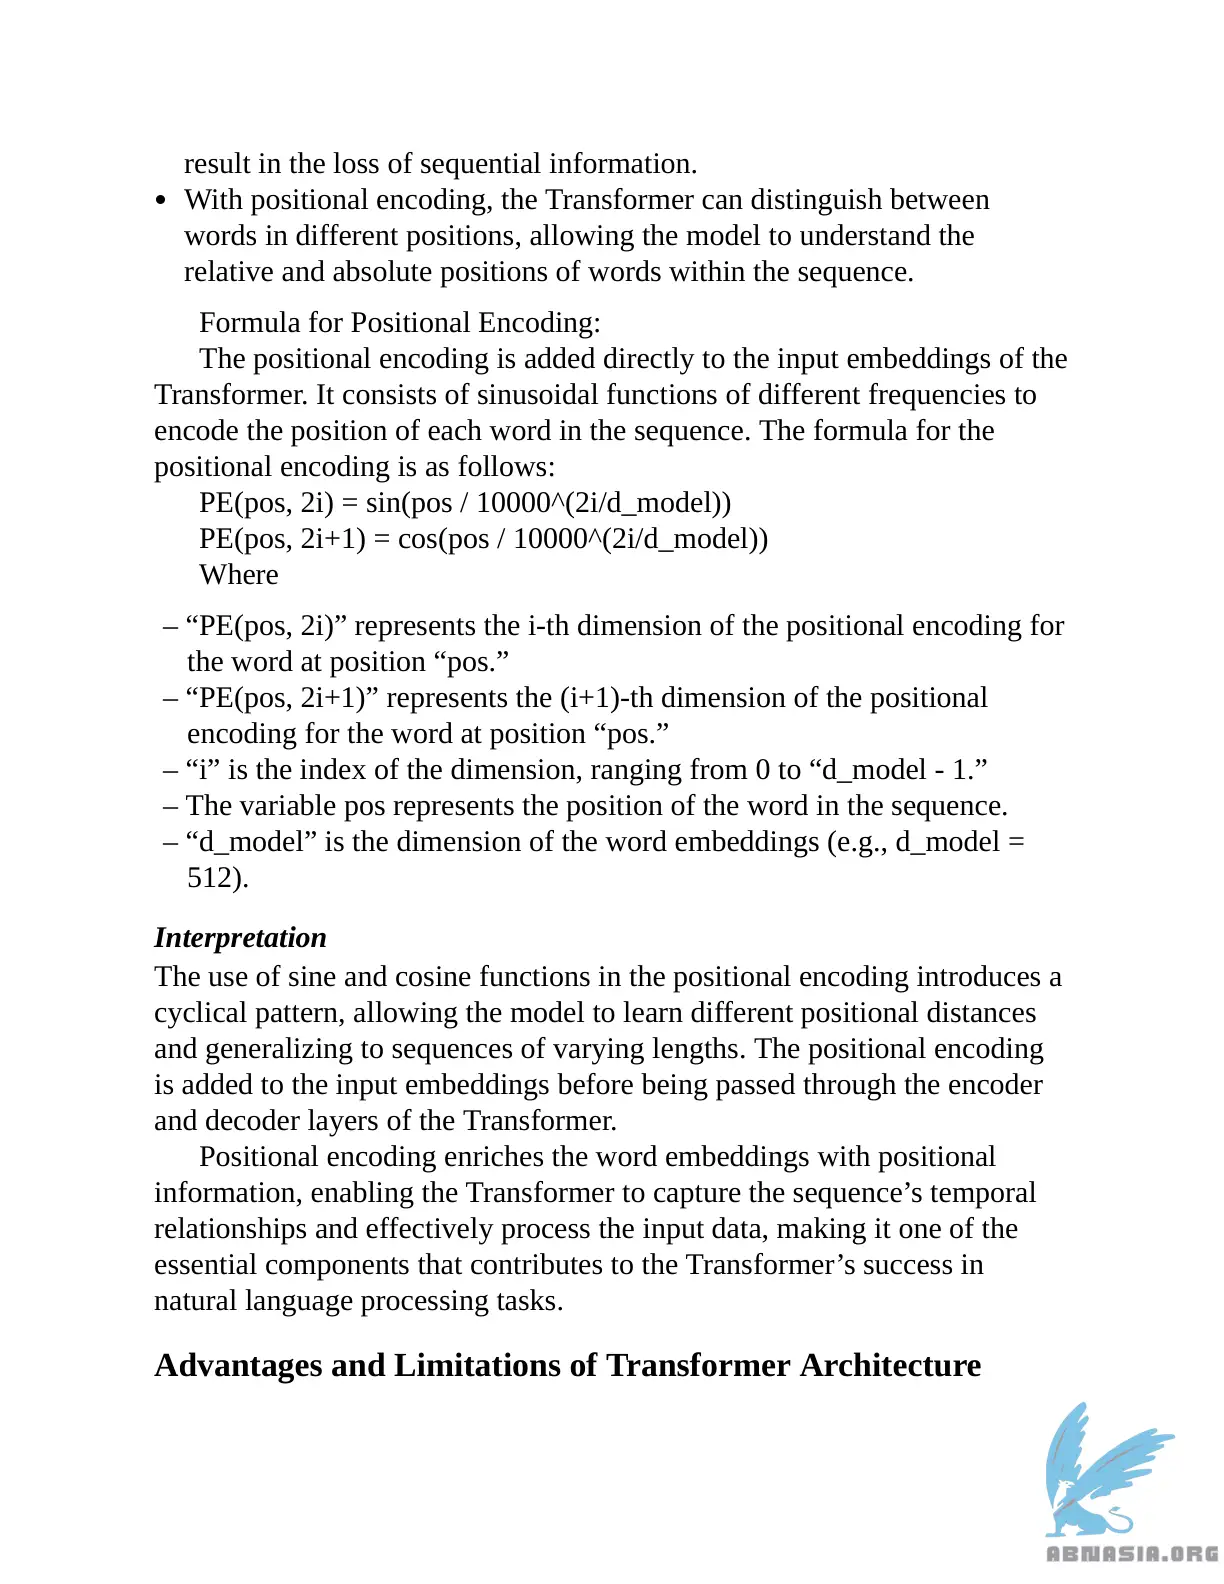 result in the loss of sequential information.
• With positional encoding, the Transformer can distinguish between
words in different positions, allowing the model to understand the
relative and absolute positions of words within the sequence.
Formula for Positional Encoding:
The positional encoding is added directly to the input embeddings of the
Transformer. It consists of sinusoidal functions of different frequencies to
encode the position of each word in the sequence. The formula for the
positional encoding is as follows:
PE(pos, 2i) = sin(pos / 10000^(2i/d_model))
PE(pos, 2i+1) = cos(pos / 10000^(2i/d_model))
Where
– “PE(pos, 2i)” represents the i-th dimension of the positional encoding for
the word at position “pos.”
– “PE(pos, 2i+1)” represents the (i+1)-th dimension of the positional
encoding for the word at position “pos.”
– “i” is the index of the dimension, ranging from 0 to “d_model - 1.”
– The variable pos represents the position of the word in the sequence.
– “d_model” is the dimension of the word embeddings (e.g., d_model =
512).
Interpretation
The use of sine and cosine functions in the positional encoding introduces a
cyclical pattern, allowing the model to learn different positional distances
and generalizing to sequences of varying lengths. The positional encoding
is added to the input embeddings before being passed through the encoder
and decoder layers of the Transformer.
Positional encoding enriches the word embeddings with positional
information, enabling the Transformer to capture the sequence’s temporal
relationships and effectively process the input data, making it one of the
essential components that contributes to the Transformer’s success in
natural language processing tasks.
Advantages and Limitations of Transformer Architecture
ABNASIA.ORG